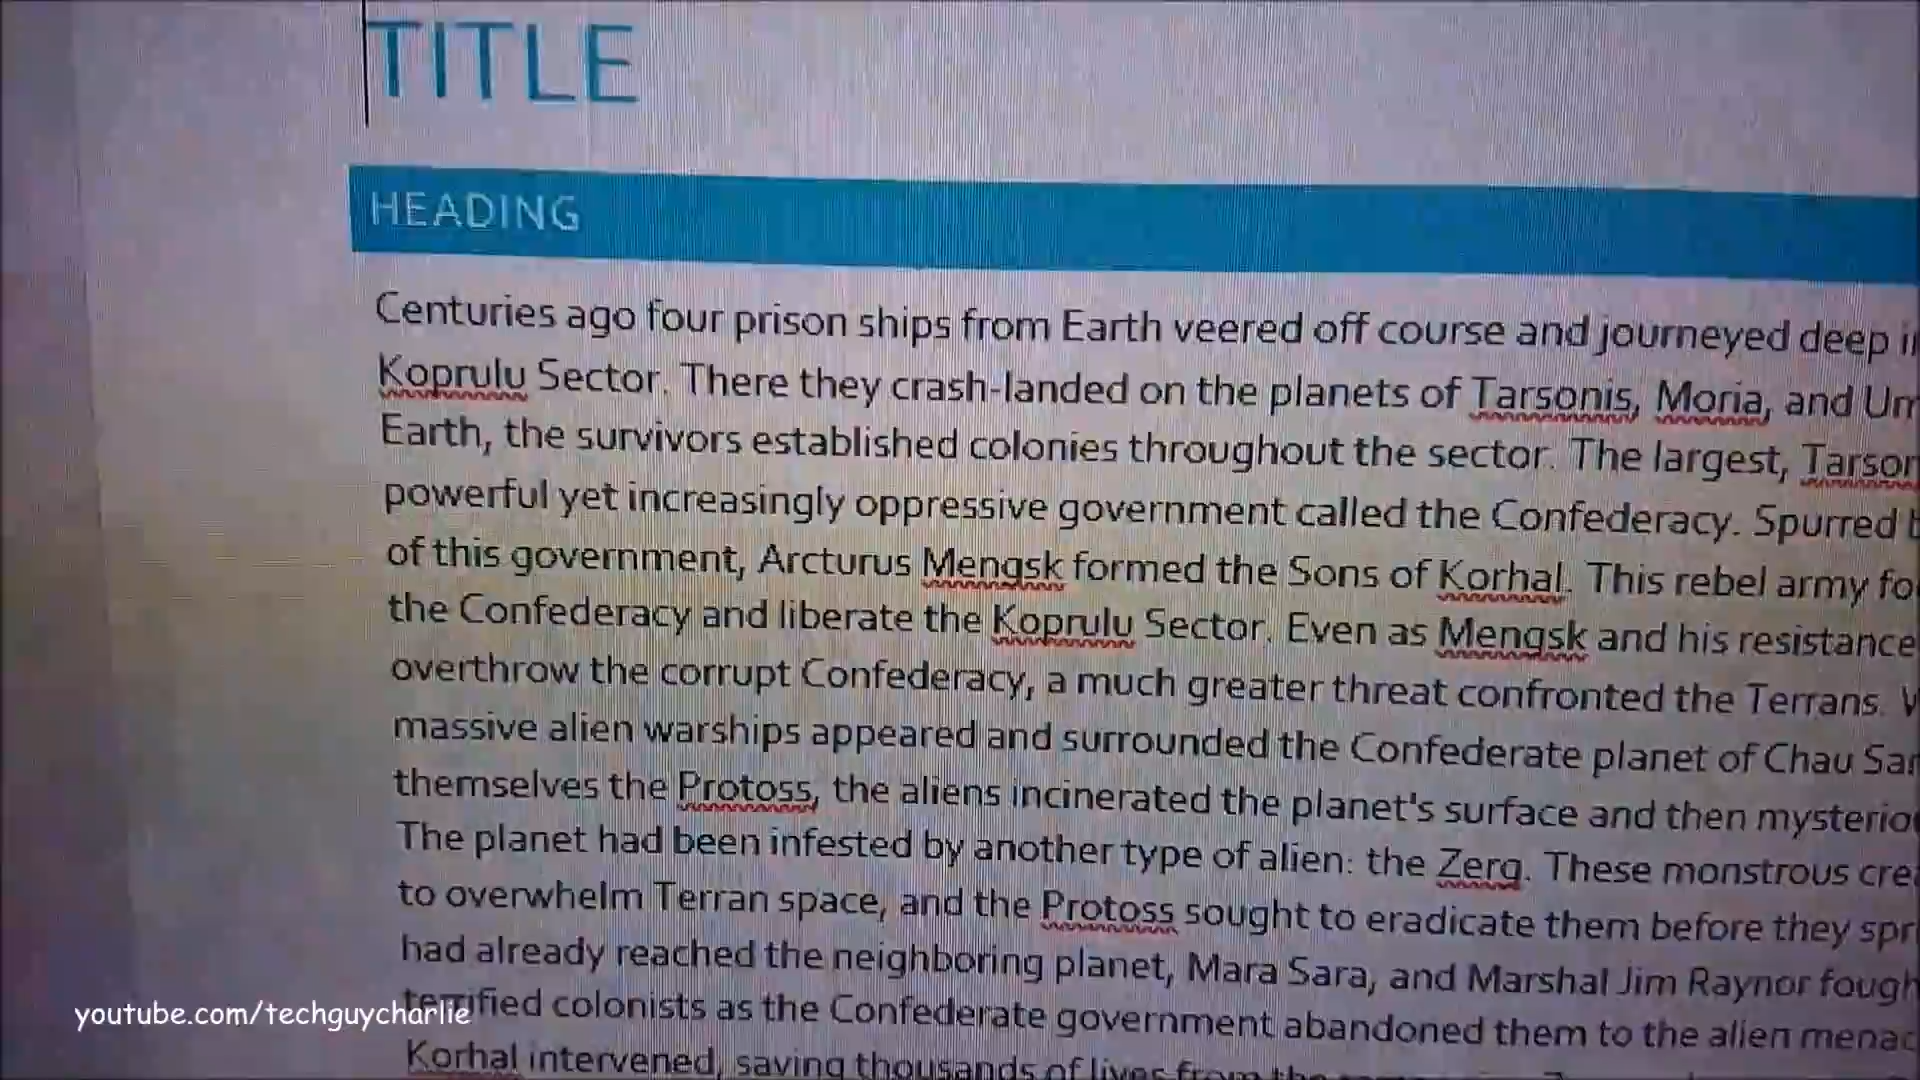 TITLE
HEADING
Centuries ago four prison ships from Earth veered off course and journeyed deep
Koprulu Sector. There they crash-landed on the planets of Tarsonis, Moria, and
Earth, the survivors established colonies throughout the sector. The largest,
powerful yet increasingly oppressive government called the Confederacy. Spurred
of this government, Arcturus Mengsk formed the Sons of Korhal. This rebel army
the Confederacy and liberate the Koprulu Sector. Even as Mengsk and his resistance
overthrow the corrupt Confederacy, a much greater threat confronted the Terrans.
massive alien warships appeared and surrounded the Confederate planet of Chau
themselves the Protoss, the aliens incinerated the planet's surface and then
The planet had been infested by another type of alien: the Zerg. These monstrous
to overwhelm Terran space, and the Protoss sought to eradicate them before they
had already reached the neighboring planet, Mara Sara, and Marshal Jim Raynor
terrified colonists as the Confederate government abandoned them to the alien
Korhal intervened, saving thousands of lives from the
youtube.com/techguycharlie